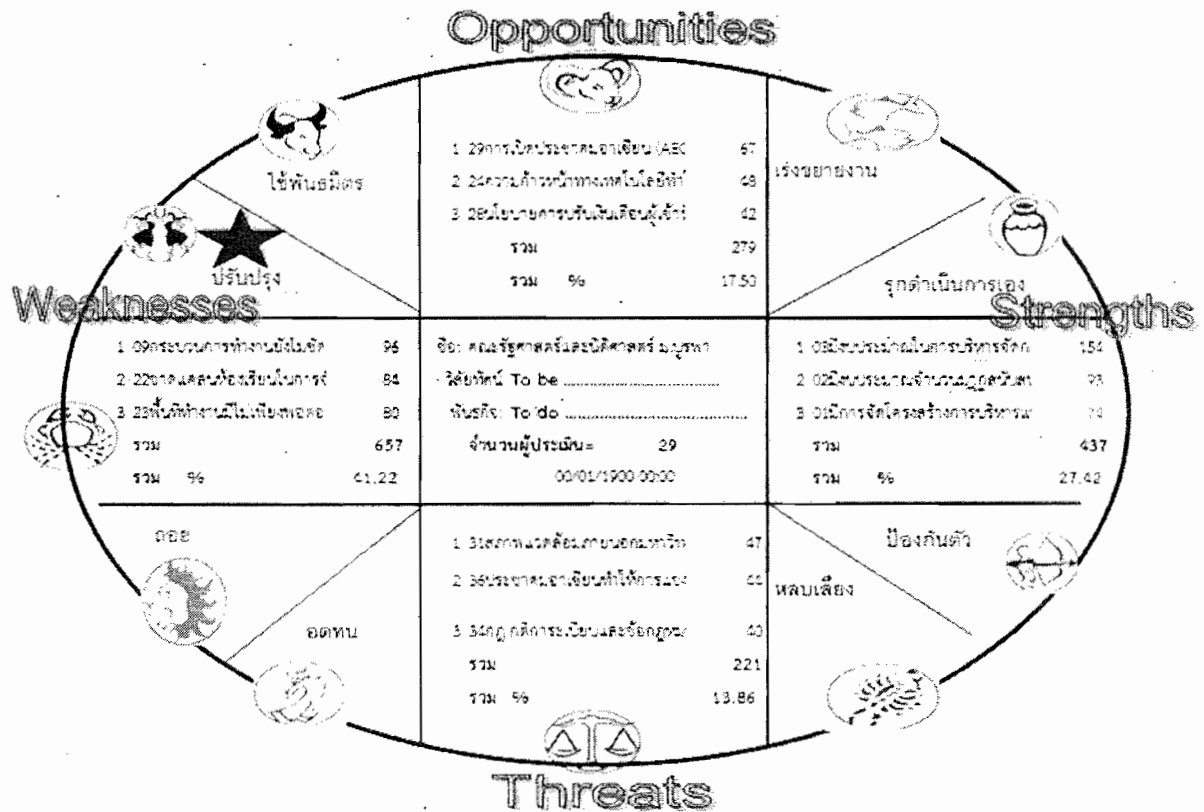 Opportunities
1 29การเปิดประชาคมอาเซียน (AEC 67
2 24ความก้าวหน้าทางเทคโนโลยีทำ 48
3 28นโยบายการปรับเงินเดือนผู้เข้า 42
รวม 279
รวม % 17.50
ใช้พันธมิตร
ปรับปรุง
เร่งขยายงาน
รุกดำเนินการเอง
Weaknesses
Strengths
1 09กระบวนการทำงานยังไม่ชัด 96
2 22ขาดแคลนห้องเรียนในการจั 84
3 23พื้นที่ทำงานมีไม่เพียงพอต่อ 80
รวม 657
รวม % 41.22
ชื่อ: คณะรัฐศาสตร์และนิติศาสตร์ ม.บูรพา
วิสัยทัศน์ To be
พันธกิจ: To do
จำนวนผู้ประเมิน= 29
00/01/1900 00:00
1 03มีงบประมาณในการบริหารจัดก 154
2 02มีงบประมาณจำนวนมาก 93
3 01มีการจัดโครงสร้างการบริหาร
รวม 437
รวม % 27.42
ถอย
อดทน
1 31สภาพแวดล้อมภายนอกมหาวิท 47
2 36ประชาคมอาเซียนทำให้การแข่ง 44
3 34กฎ กติการะเบียบและข้อกฎหม 40
รวม 221
รวม % 13.86
ป้องกันตัว
หลบเลี่ยง
Threats